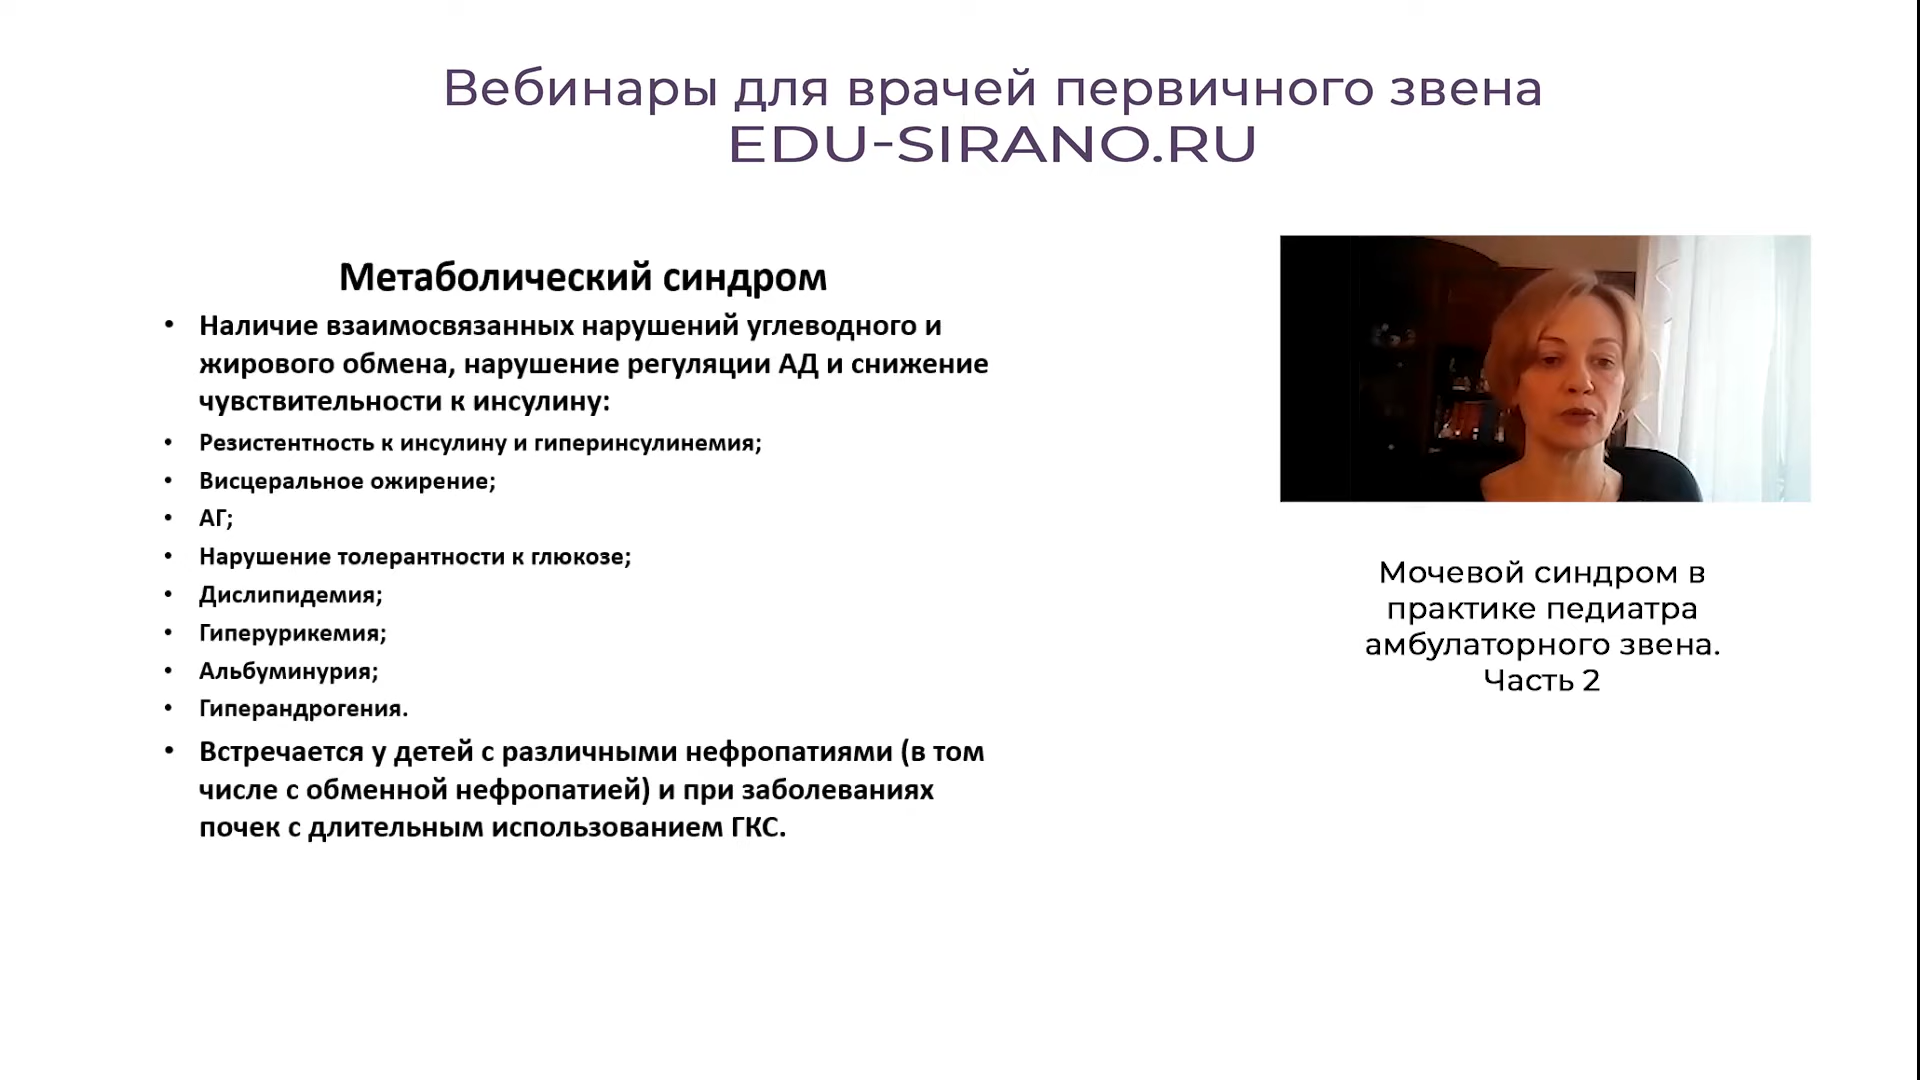 Вебинары для врачей первичного звена
EDU-SIRANO.RU
Метаболический синдром
• Наличие взаимосвязанных нарушений углеводного и
жирового обмена, нарушение регуляции АД и снижение
чувствительности к инсулину:
• Резистентность к инсулину и гиперинсулинемия;
• Висцеральное ожирение;
• АГ;
• Нарушение толерантности к глюкозе;
• Дислипидемия;
• Гиперурикемия;
• Альбуминурия;
• Гиперандрогения.
• Встречается у детей с различными нефропатиями (в том
числе с обменной нефропатией) и при заболеваниях
почек с длительным использованием ГКС.
Мочевой синдром в
практике педиатра
амбулаторного звена.
Часть 2